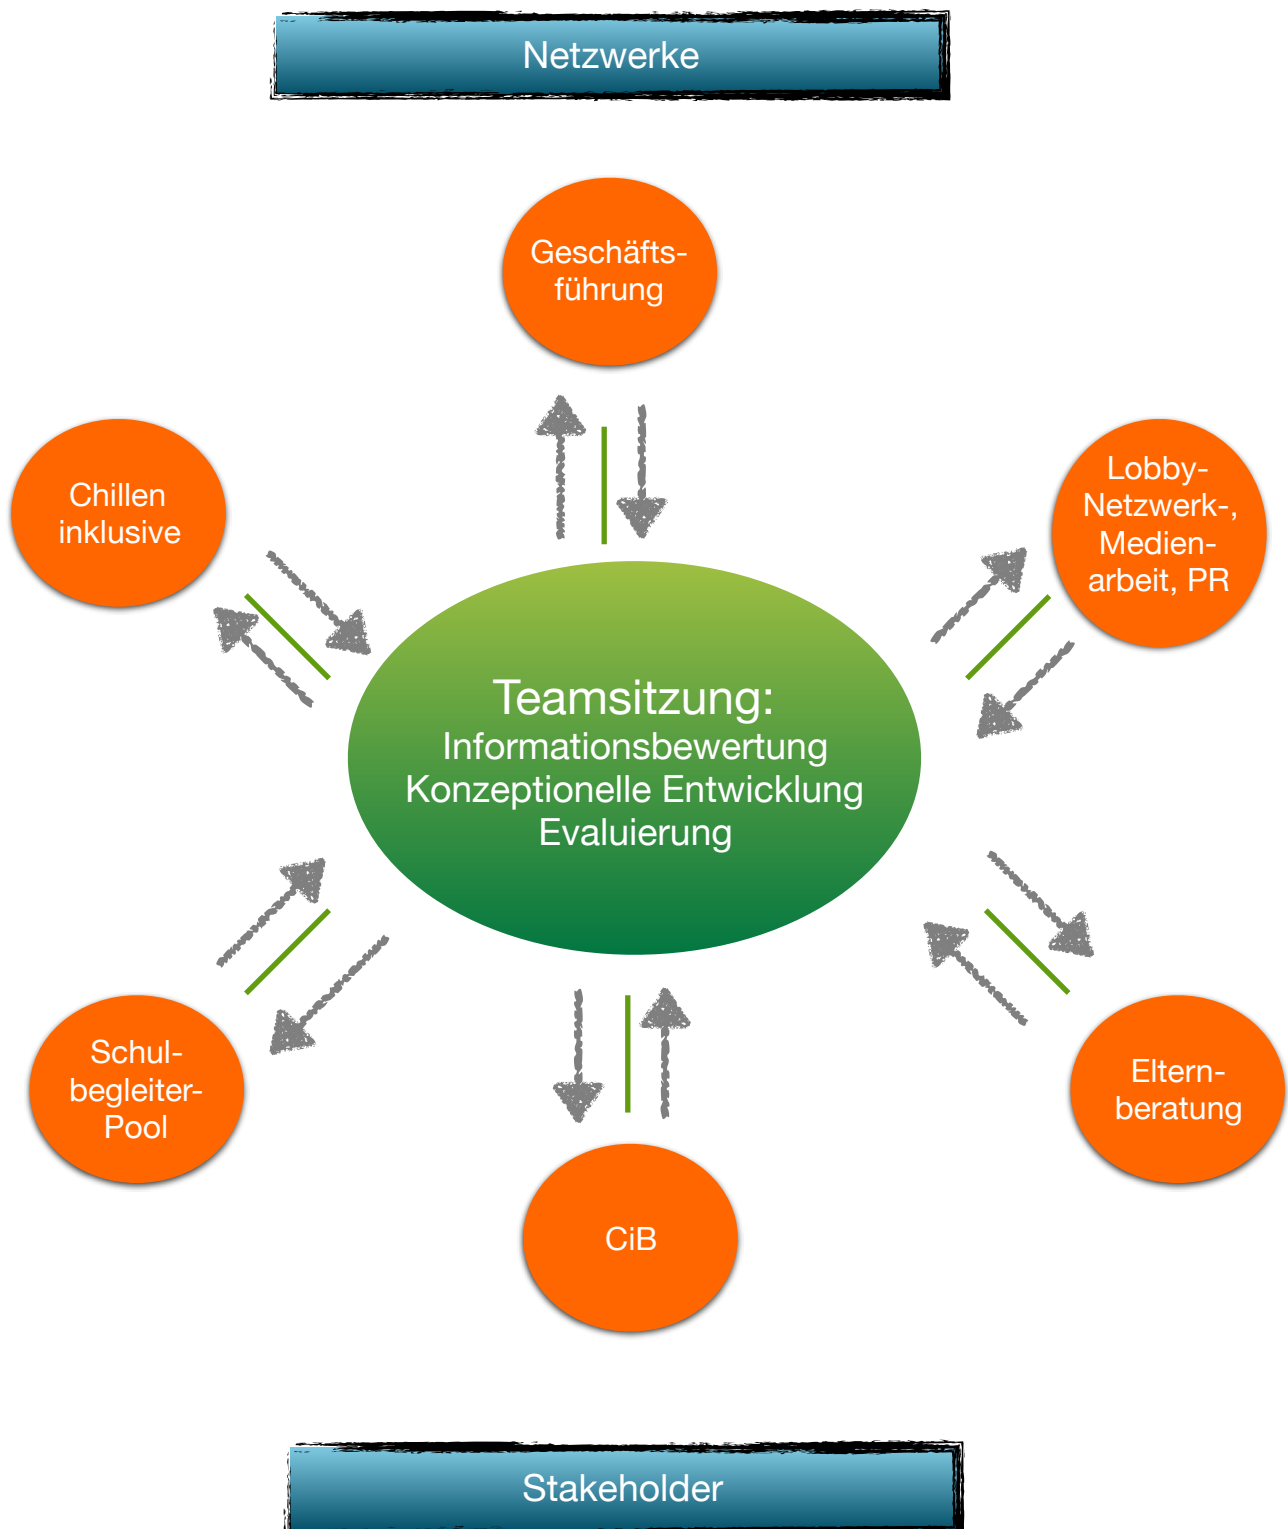 Netzwerke
Geschäfts-
führung
Chillen
inklusive
Lobby-
Netzwerk-,
Medien-
arbeit, PR
Teamsitzung:
Informationsbewertung
Konzeptionelle Entwicklung
Evaluierung
Schul-
begleiter-
Pool
Eltern-
beratung
CiB
Stakeholder